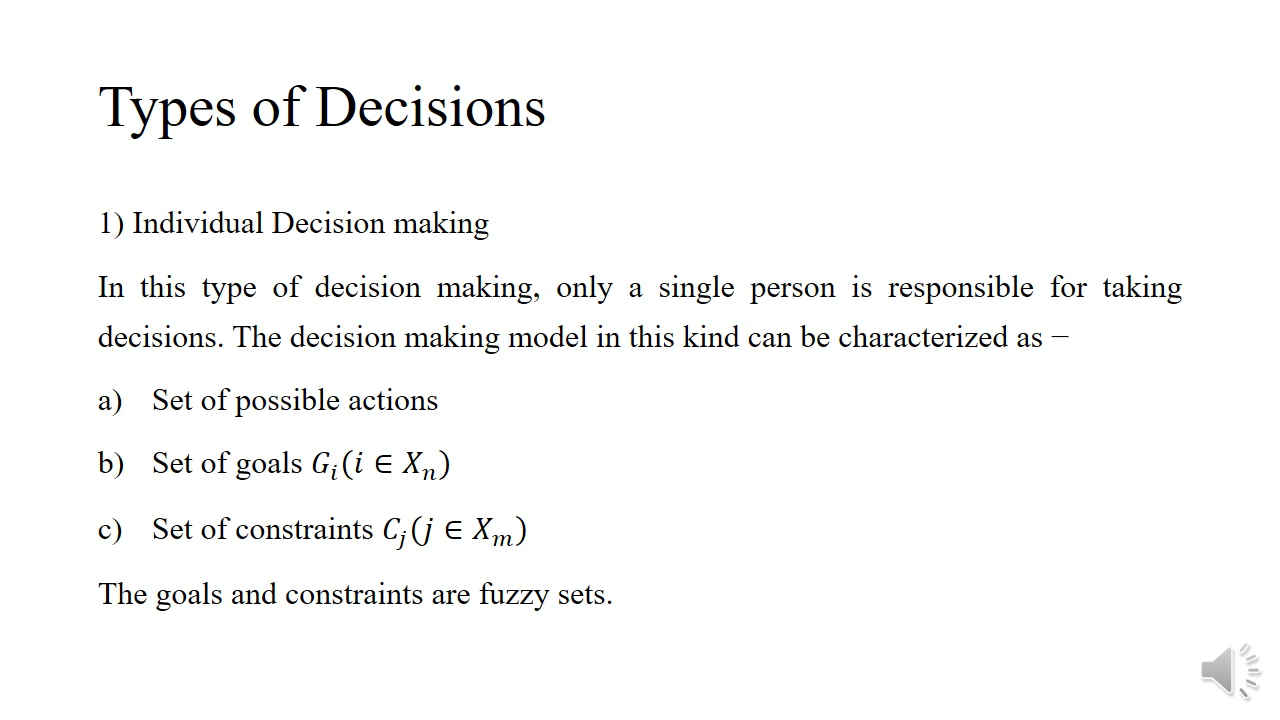 Types of Decisions
1) Individual Decision making
In this type of decision making, only a single person is responsible for taking
decisions. The decision making model in this kind can be characterized as −
a) Set of possible actions
b) Set of goals 𝐺ᵢ(𝑖 ∈ 𝑋ₙ)
c) Set of constraints 𝐶ⱼ(𝑗 ∈ 𝑋ₘ)
The goals and constraints are fuzzy sets.